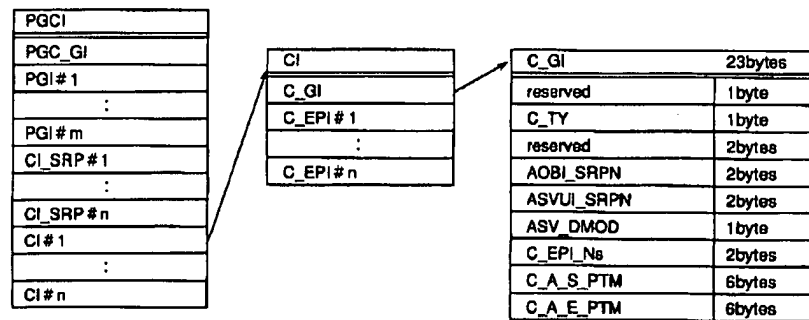 PGCI
PGC_GI
PGI#1
:
PGI#m
CI_SRP#1
:
CI_SRP#n
CI#1
:
CI#n
CI
C_GI
C_EPI#1
:
C_EPI#n
C_GI 23bytes
reserved 1byte
C_TY 1byte
reserved 2bytes
AOBI_SRPN 2bytes
ASVUI_SRPN 2bytes
ASV_DMOD 1byte
C_EPI_Ns 2bytes
C_A_S_PTM 6bytes
C_A_E_PTM 6bytes